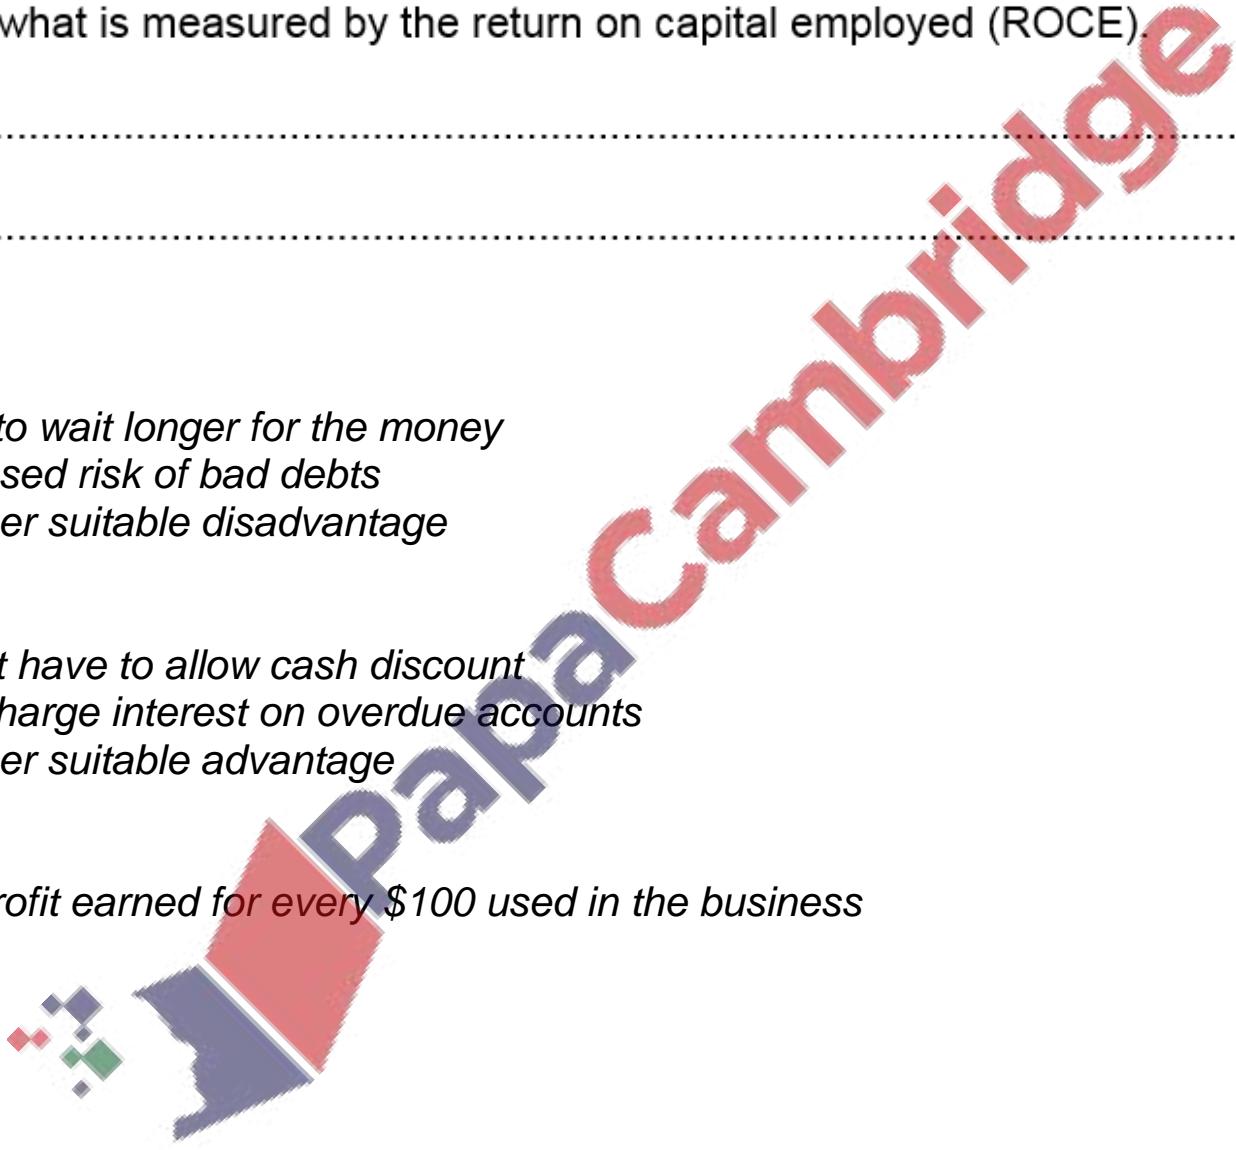 what is measured by the return on capital employed (ROCE).
to wait longer for the money
sed risk of bad debts
er suitable disadvantage
t have to allow cash discount
harge interest on overdue accounts
er suitable advantage
rofit earned for every $100 used in the business
PapaCambridge